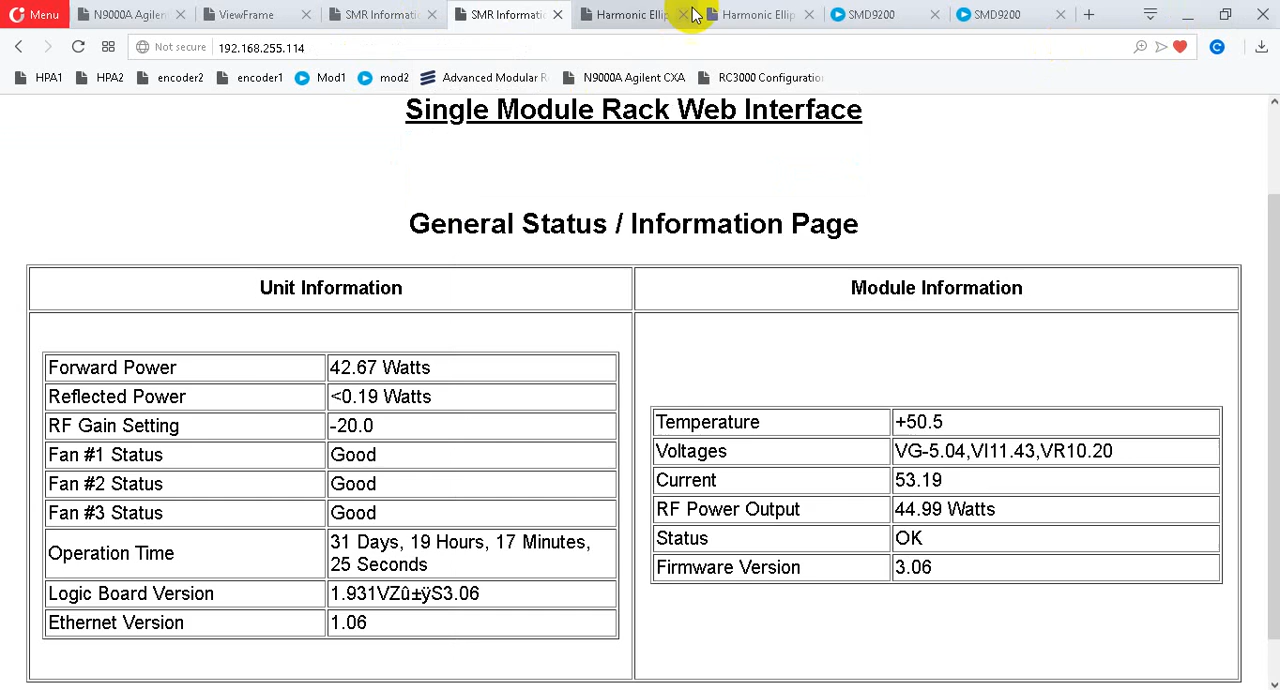 Menu
N9000A Agilen
ViewFrame
SMR Informati
SMR Informati
Harmonic Ellip
Harmonic Ellip
SMD9200
SMD9200
Not secure
192.168.255.114
HPA1
HPA2
encoder2
encoder1
Mod1
mod2
Advanced Modular R
N9000A Agilent CXA
RC3000 Configuration
Single Module Rack Web Interface
General Status / Information Page
Unit Information
Module Information
Forward Power 42.67 Watts
Reflected Power <0.19 Watts
RF Gain Setting -20.0
Fan #1 Status Good
Fan #2 Status Good
Fan #3 Status Good
Operation Time 31 Days, 19 Hours, 17 Minutes,
25 Seconds
Logic Board Version 1.931VZû±ÿS3.06
Ethernet Version 1.06
Temperature +50.5
Voltages VG-5.04,VI11.43,VR10.20
Current 53.19
RF Power Output 44.99 Watts
Status OK
Firmware Version 3.06